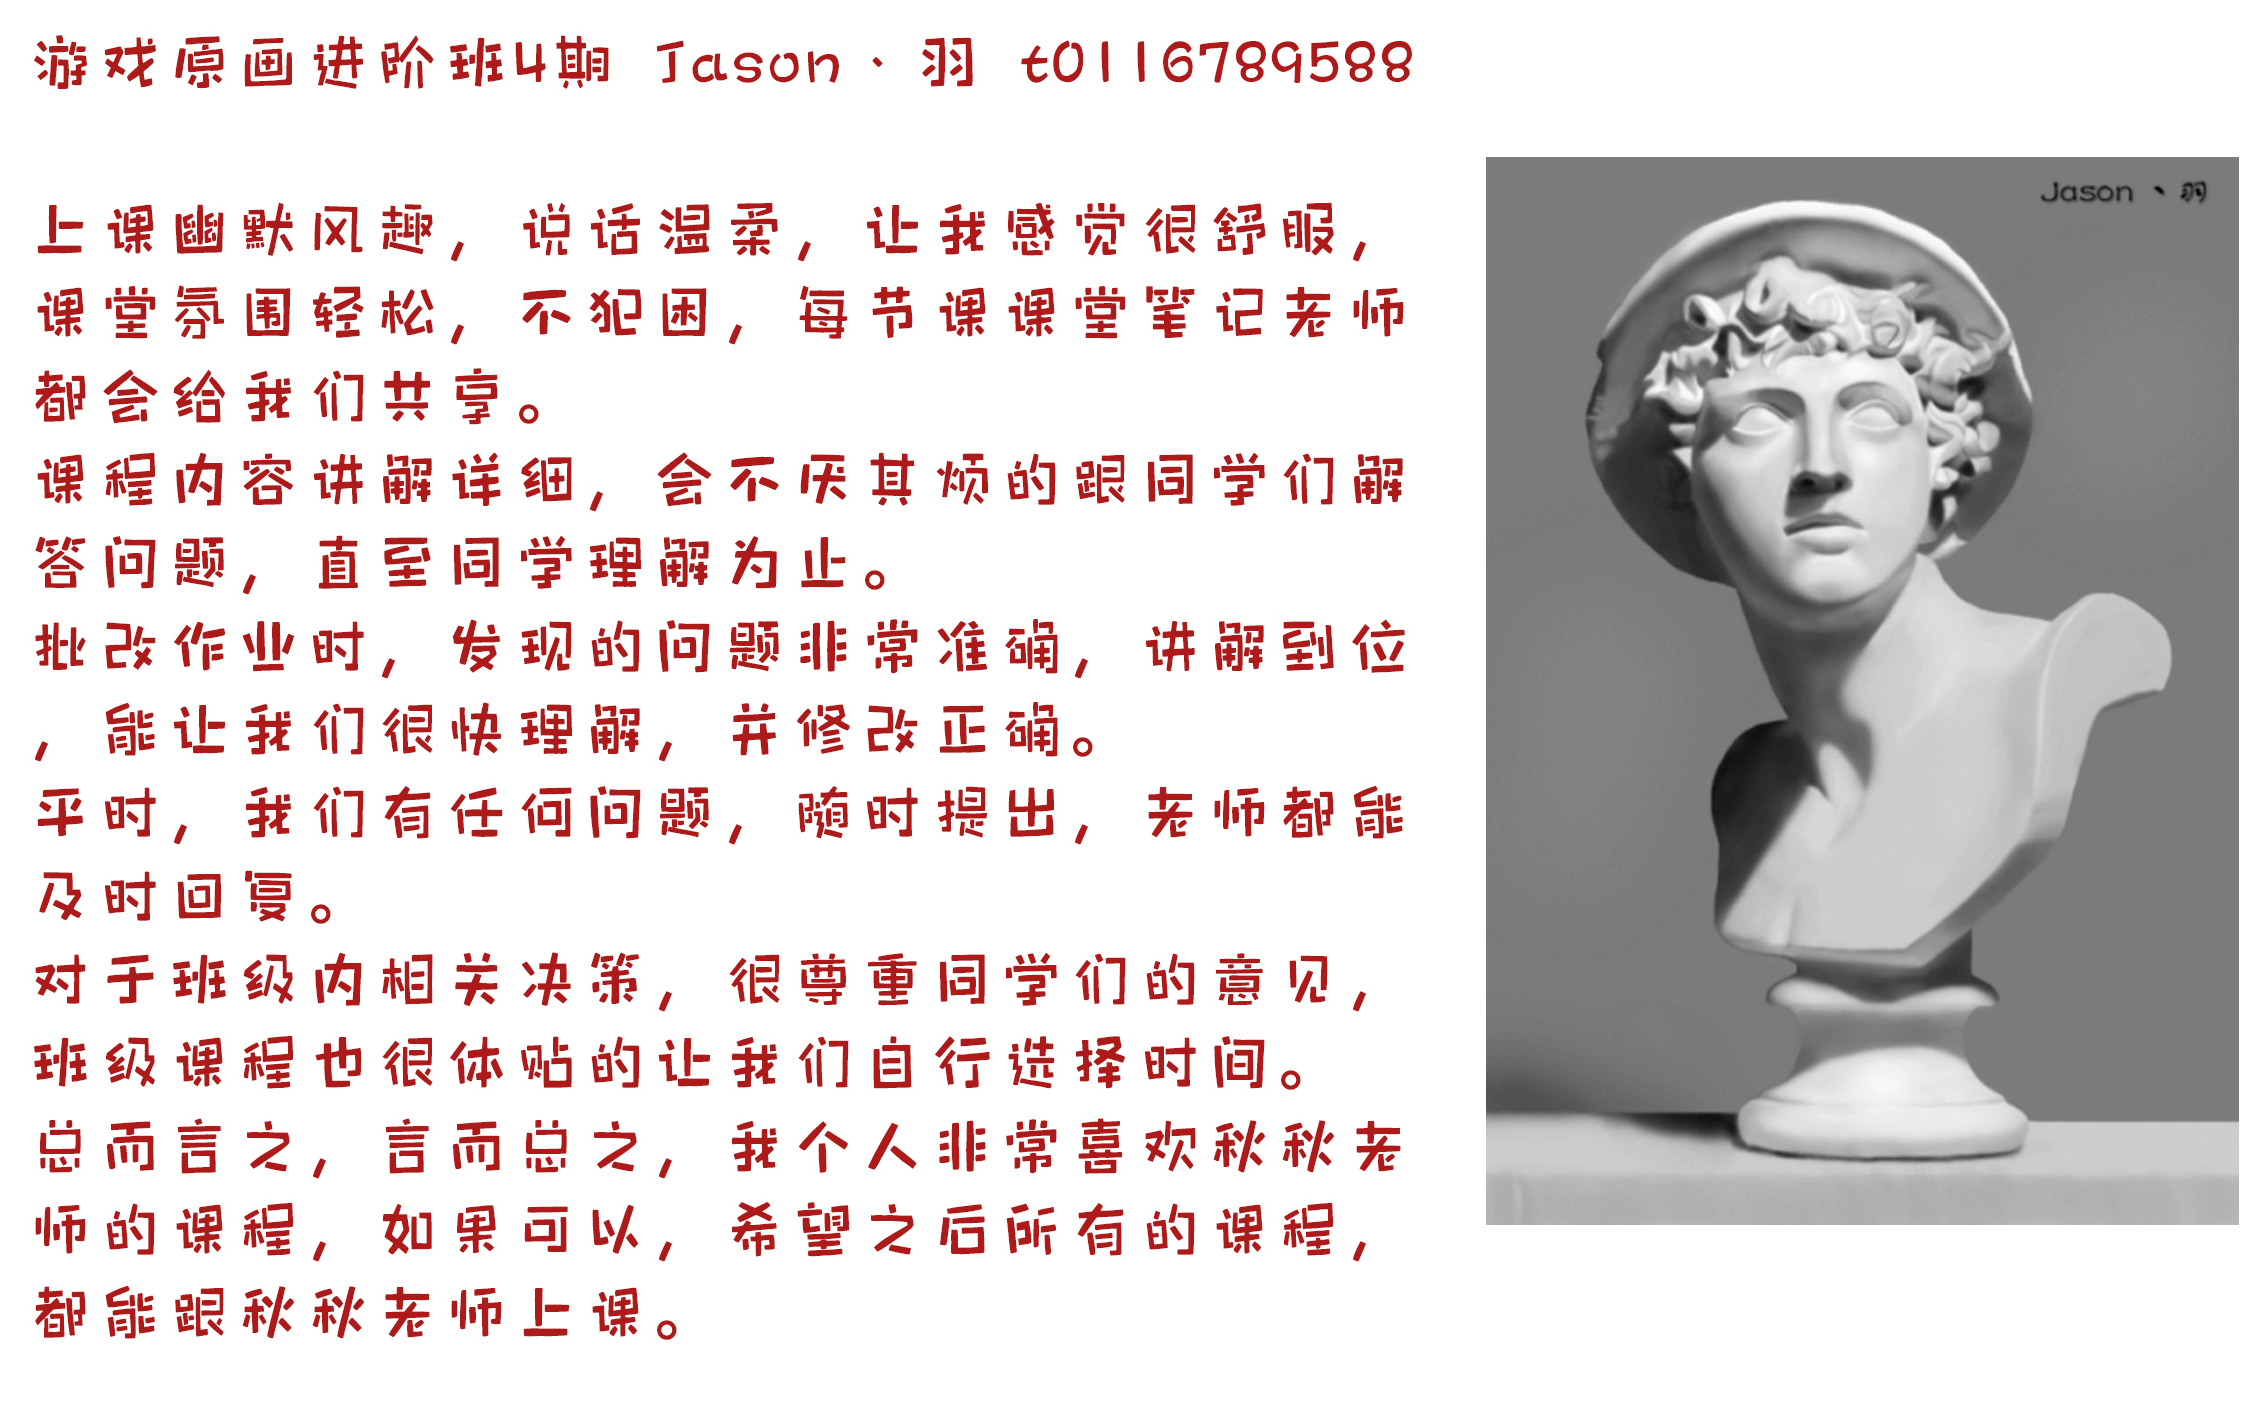 游戏原画进阶班4期 Jason·羽 t0116789588
Jason丶羽
上课幽默风趣，说话温柔，让我感觉很舒服，
课堂氛围轻松，不犯困，每节课课堂笔记老师
都会给我们共享。
课程内容讲解详细，会不厌其烦的跟同学们解
答问题，直至同学理解为止。
批改作业时，发现的问题非常准确，讲解到位
，能让我们很快理解，并修改正确。
平时，我们有任何问题，随时提出，老师都能
及时回复。
对于班级内相关决策，很尊重同学们的意见，
班级课程也很体贴的让我们自行选择时间。
总而言之，言而总之，我个人非常喜欢秋秋老
师的课程，如果可以，希望之后所有的课程，
都能跟秋秋老师上课。